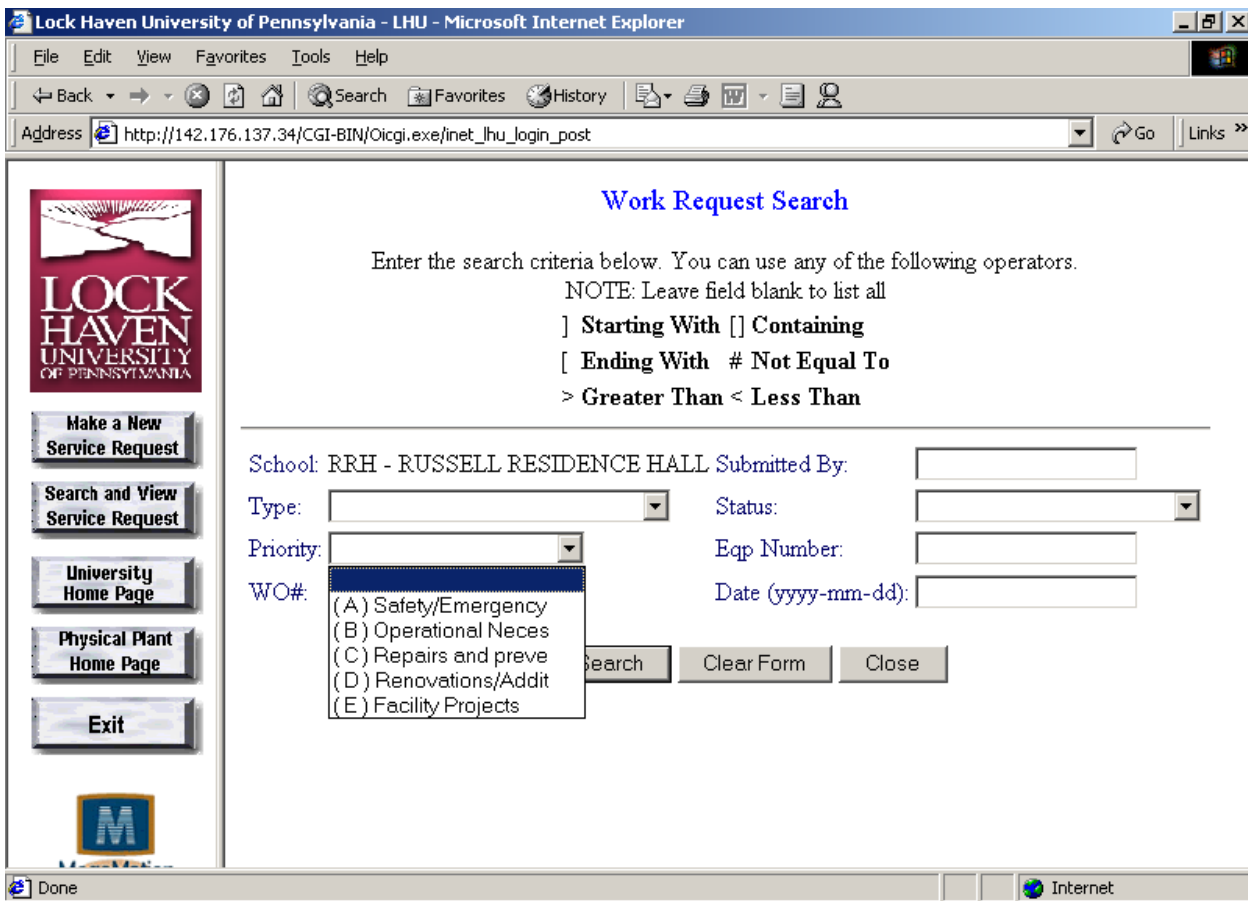 Lock Haven University of Pennsylvania - LHU - Microsoft Internet Explorer
File Edit View Favorites Tools Help
Back Search Favorites History
Address http://142.176.137.34/CGI-BIN/Oicgi.exe/inet_lhu_login_post Go Links »
LOCK
HAVEN
UNIVERSITY
OF PENNSYLVANIA
Make a New
Service Request
Search and View
Service Request
University
Home Page
Physical Plant
Home Page
Exit
M
Work Request Search
Enter the search criteria below. You can use any of the following operators.
NOTE: Leave field blank to list all
] Starting With [] Containing
[ Ending With # Not Equal To
> Greater Than < Less Than
School: RRH - RUSSELL RESIDENCE HALL Submitted By:
Type: Status:
Priority: Eqp Number:
WO#: Date (yyyy-mm-dd):
(A) Safety/Emergency
(B) Operational Neces
(C) Repairs and preve
(D) Renovations/Addit
(E) Facility Projects
Search Clear Form Close
Done Internet